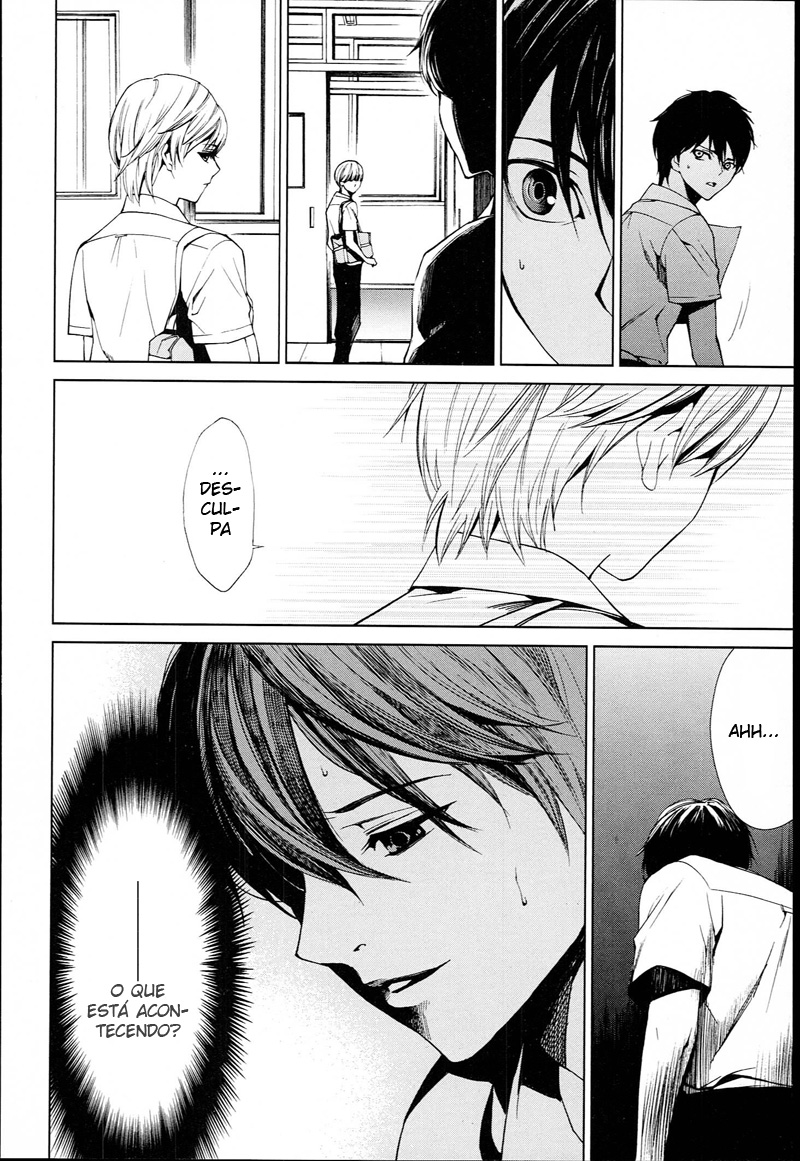 ...
DES-
CUL-
PA
AHH...
O QUE
ESTÁ ACON-
TECENDO?